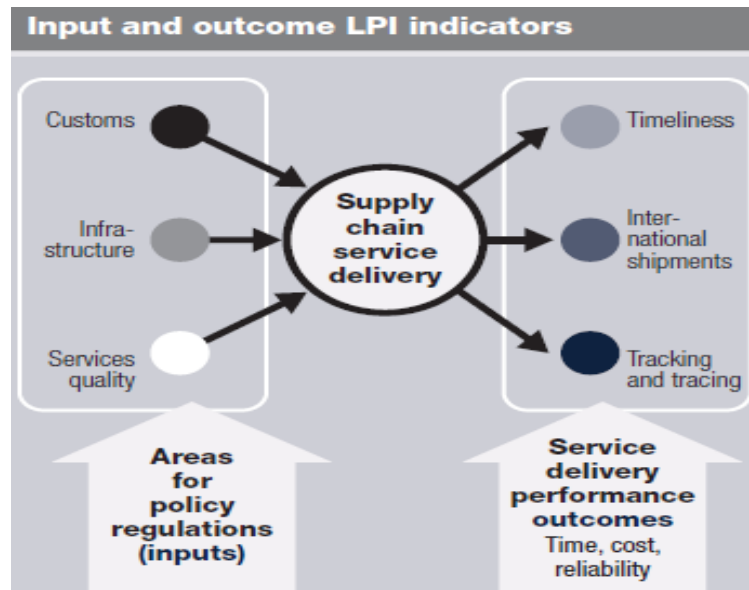 Input and outcome LPI indicators
Customs
Infra-
structure
Services
quality
Supply
chain
service
delivery
Timeliness
Inter-
national
shipments
Tracking
and tracing
Areas
for
policy
regulations
(inputs)
Service
delivery
performance
outcomes
Time, cost,
reliability